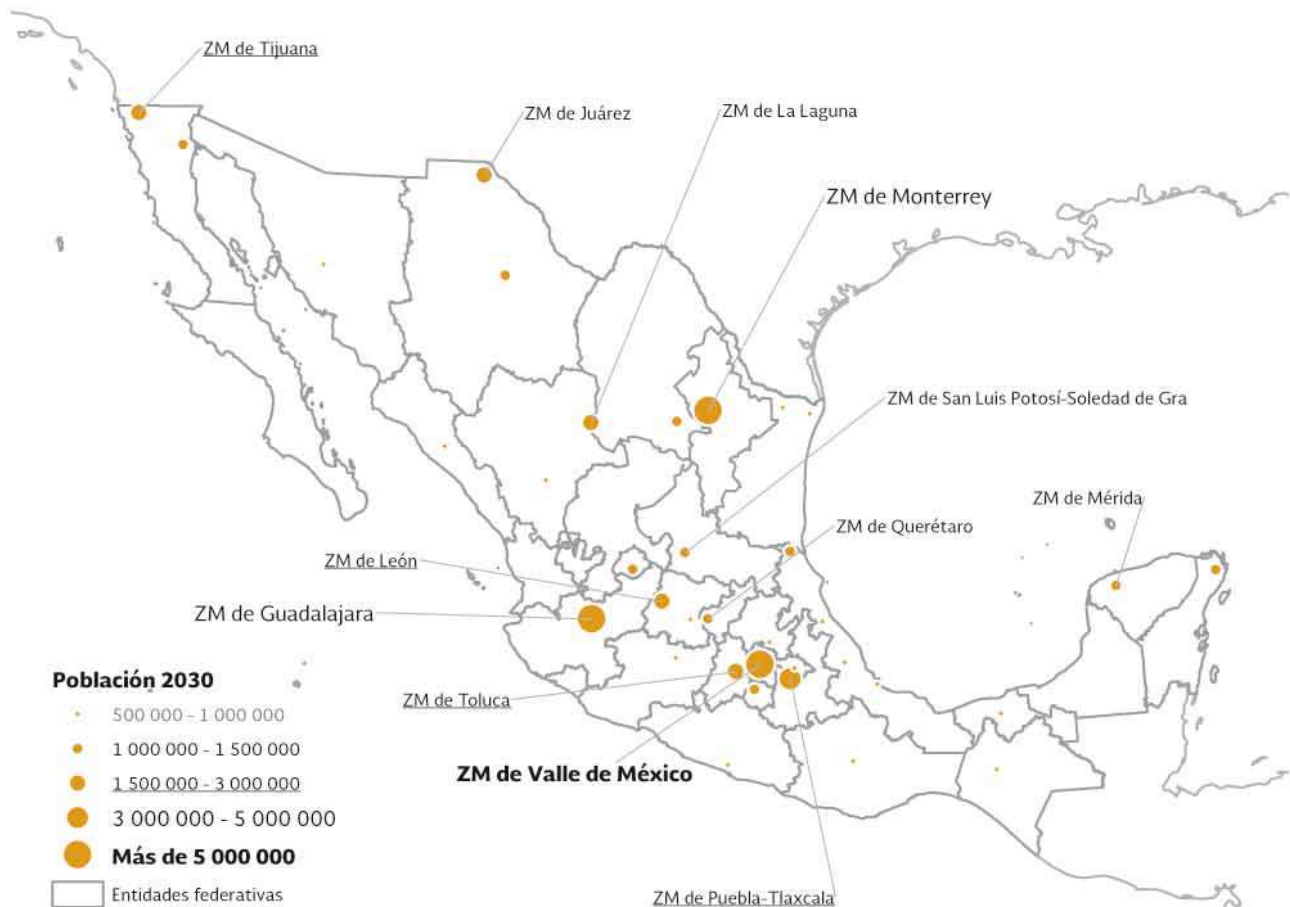 ZM de Tijuana
ZM de Juárez
ZM de La Laguna
ZM de Monterrey
ZM de San Luis Potosí-Soledad de Gra
ZM de Mérida
ZM de Querétaro
ZM de León
ZM de Guadalajara
Población 2030
500 000 - 1 000 000
1 000 000 - 1 500 000
1 500 000 - 3 000 000
3 000 000 - 5 000 000
Más de 5 000 000
Entidades federativas
ZM de Toluca
ZM de Valle de México
ZM de Puebla-Tlaxcala